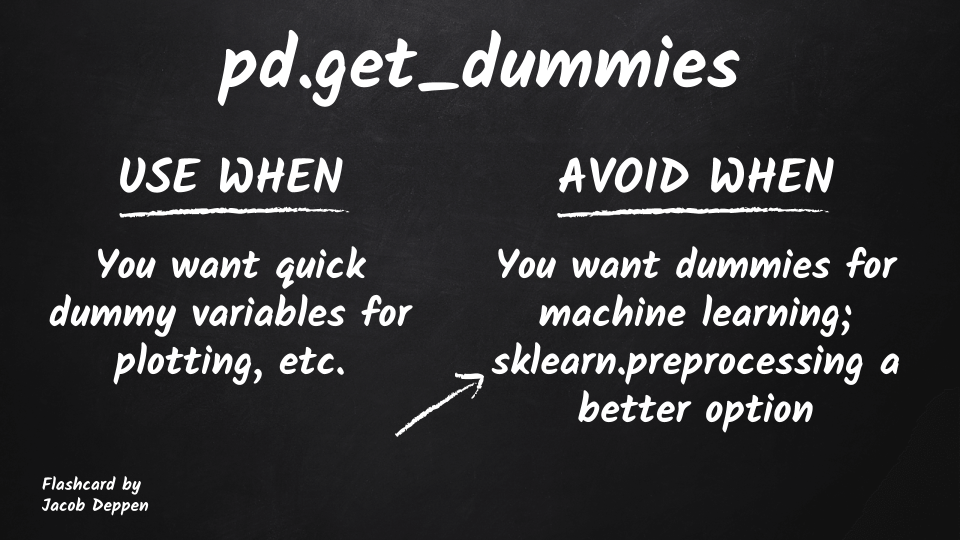 pd.get_dummies
USE WHEN
You want quick
dummy variables for
plotting, etc.
AVOID WHEN
You want dummies for
machine learning;
sklearn.preprocessing a
better option
Flashcard by
Jacob Deppen